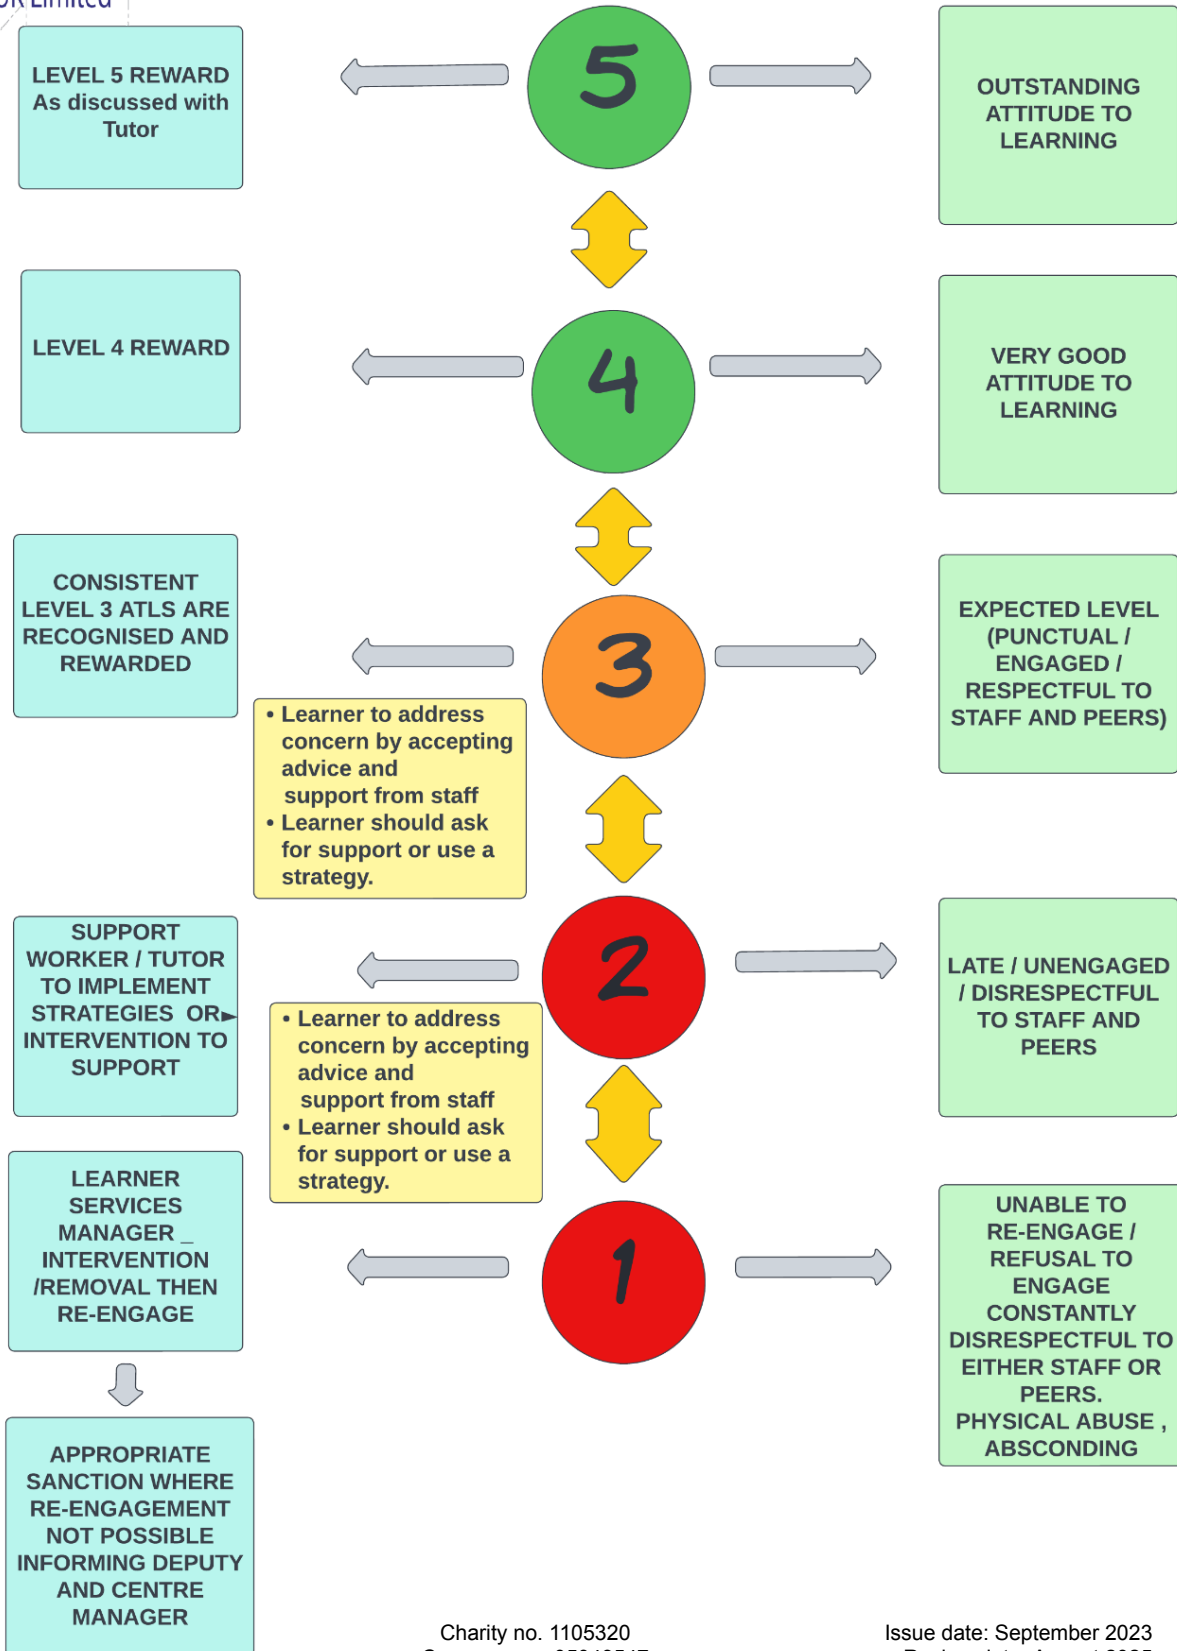 UK Limited
LEVEL 5 REWARD
As discussed with
Tutor
5
OUTSTANDING
ATTITUDE TO
LEARNING
LEVEL 4 REWARD
4
VERY GOOD
ATTITUDE TO
LEARNING
CONSISTENT
LEVEL 3 ATLS ARE
RECOGNISED AND
REWARDED
3
EXPECTED LEVEL
(PUNCTUAL /
ENGAGED /
RESPECTFUL TO
STAFF AND PEERS)
• Learner to address
concern by accepting
advice and
support from staff
• Learner should ask
for support or use a
strategy.
SUPPORT
WORKER / TUTOR
TO IMPLEMENT
STRATEGIES OR
INTERVENTION TO
SUPPORT
2
LATE / UNENGAGED
/ DISRESPECTFUL
TO STAFF AND
PEERS
• Learner to address
concern by accepting
advice and
support from staff
• Learner should ask
for support or use a
strategy.
LEARNER
SERVICES
MANAGER _
INTERVENTION
/REMOVAL THEN
RE-ENGAGE
1
UNABLE TO
RE-ENGAGE /
REFUSAL TO
ENGAGE
CONSTANTLY
DISRESPECTFUL TO
EITHER STAFF OR
PEERS.
PHYSICAL ABUSE ,
ABSCONDING
APPROPRIATE
SANCTION WHERE
RE-ENGAGEMENT
NOT POSSIBLE
INFORMING DEPUTY
AND CENTRE
MANAGER
Charity no. 1105320
Issue date: September 2023